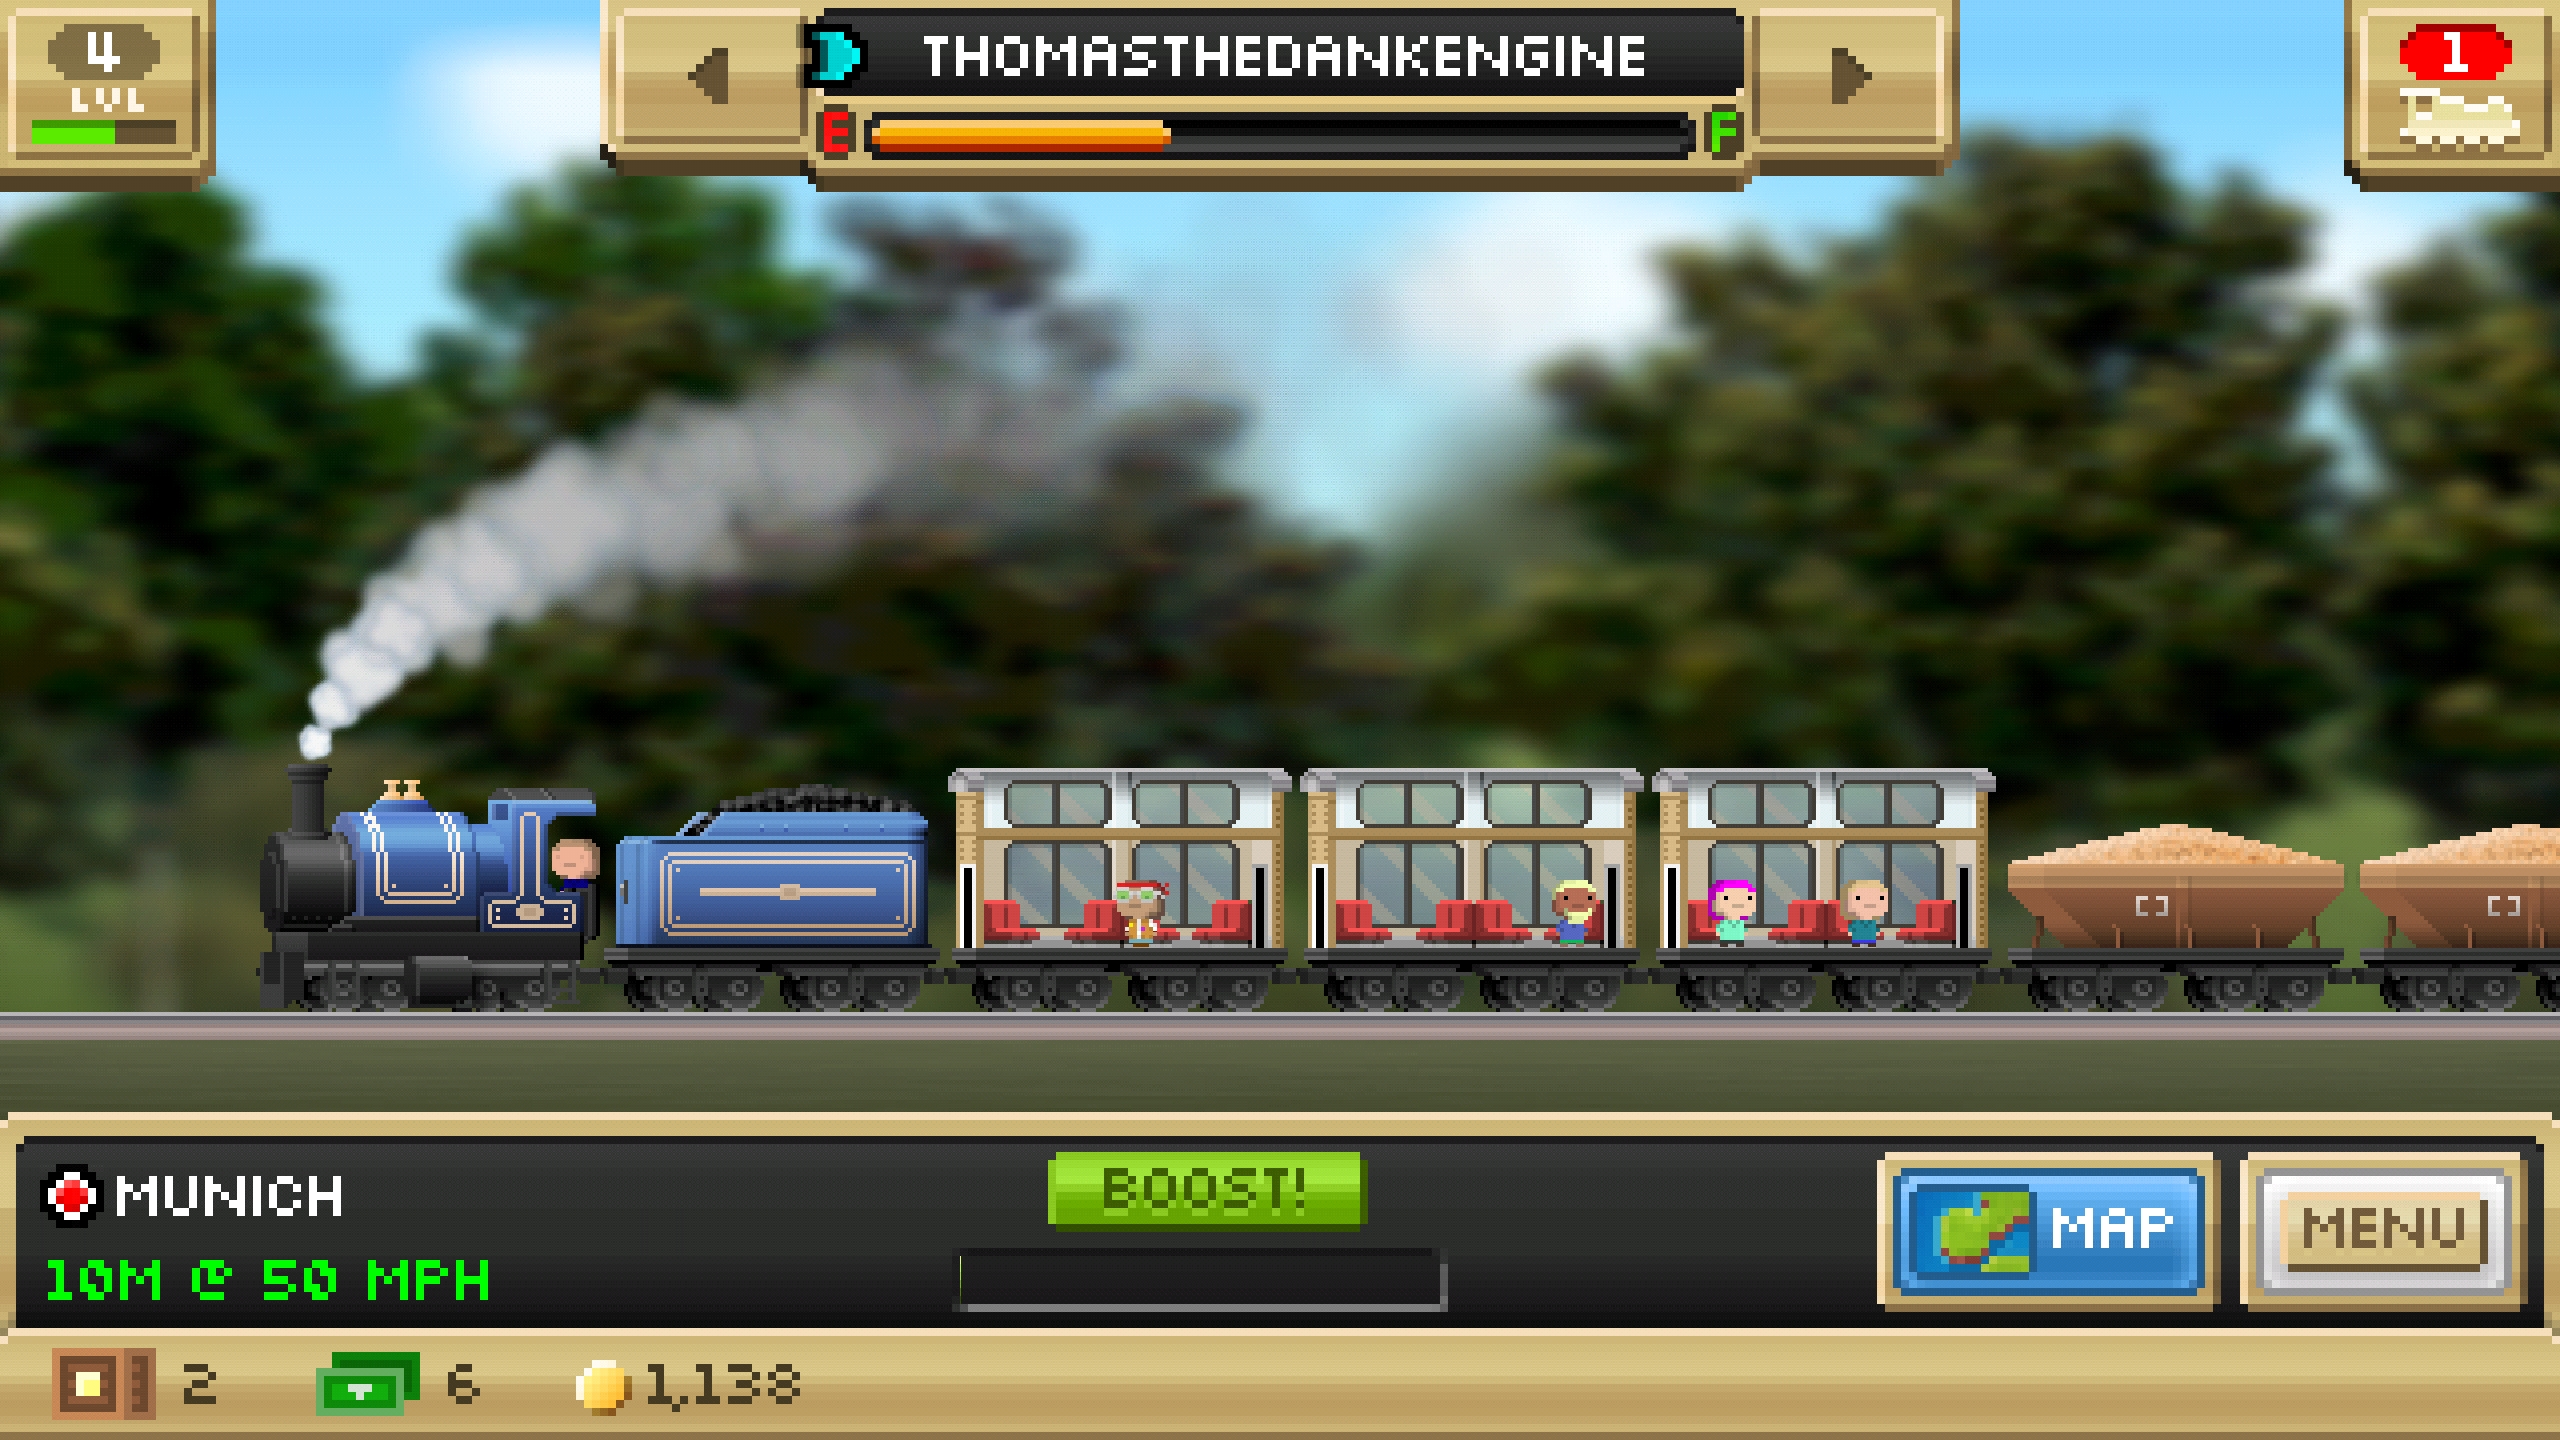 4
LVL
THOMASTHEDANKENGINE
E F
1
MUNICH
10M @ 50 MPH
BOOST!
MAP
MENU
2
6
1,138